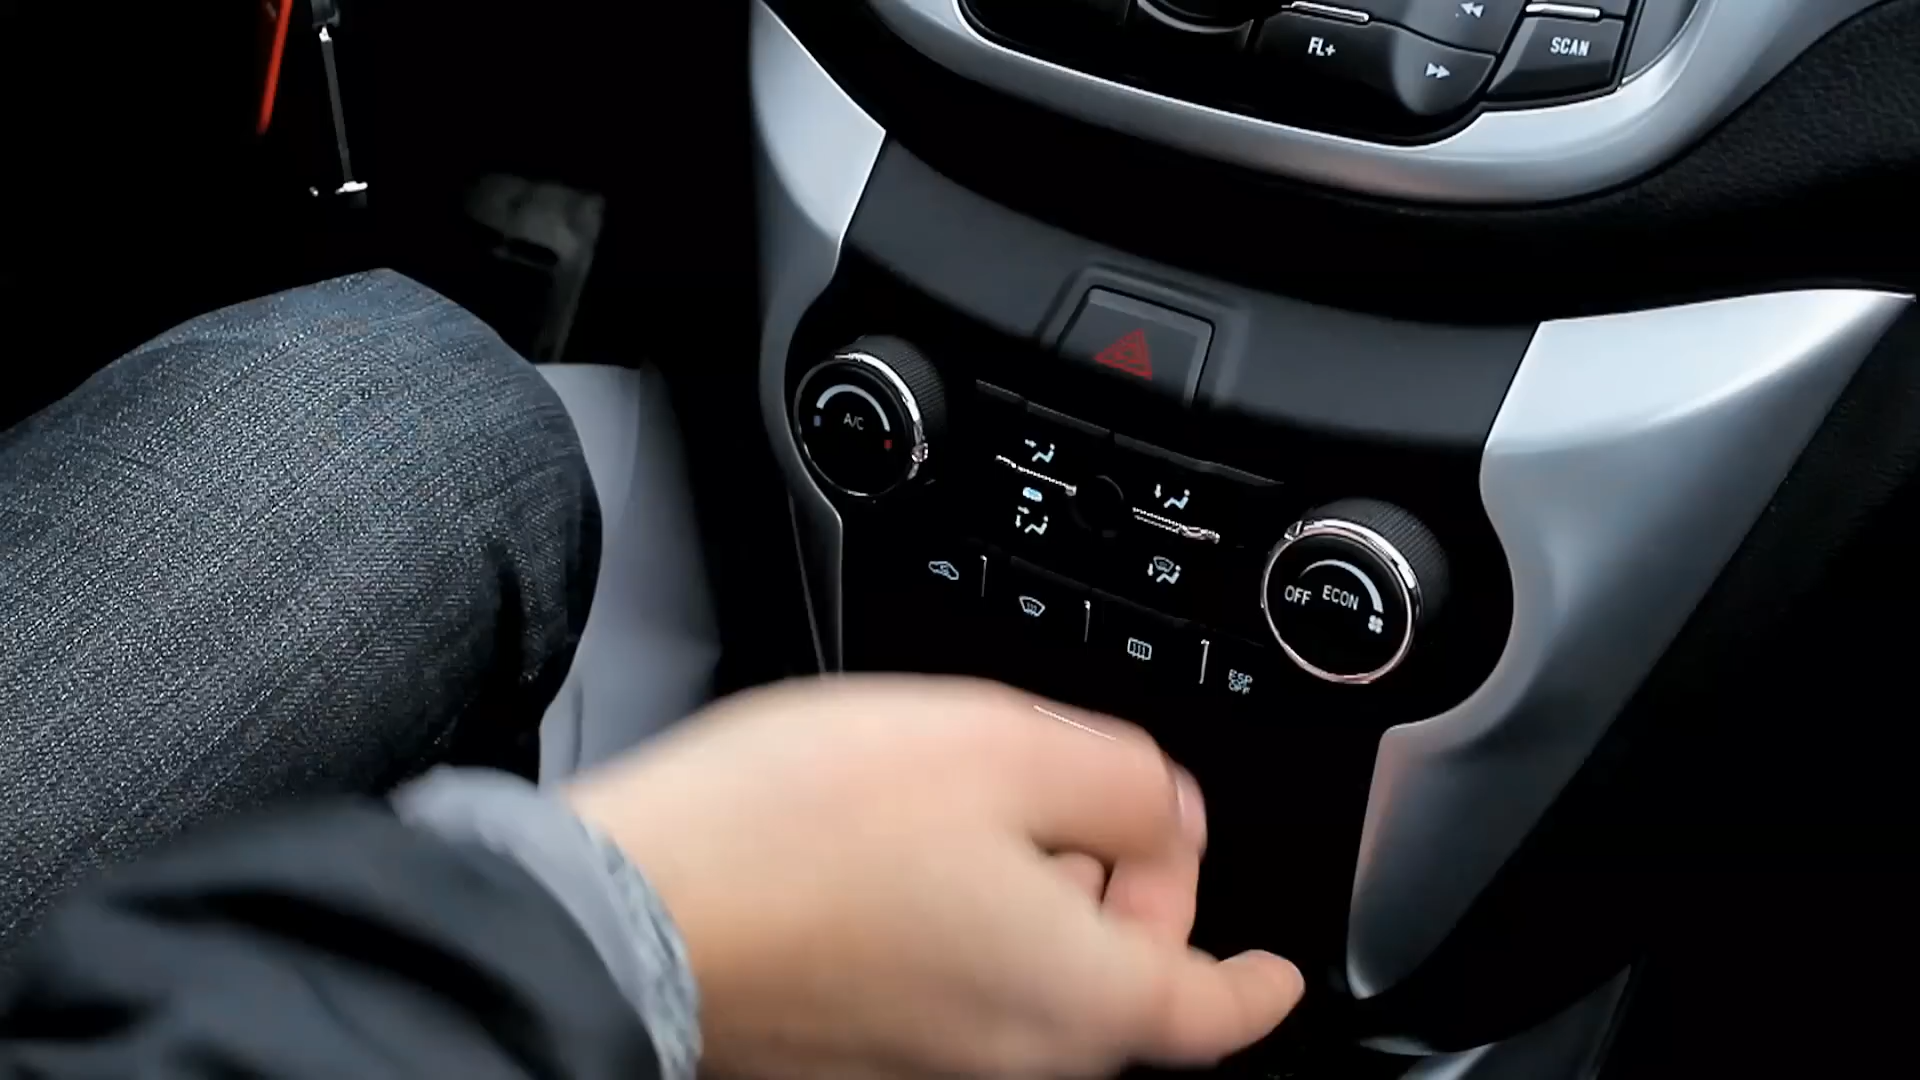 FL+
SCAN
A/C
OFF ECON
ESP
OFF